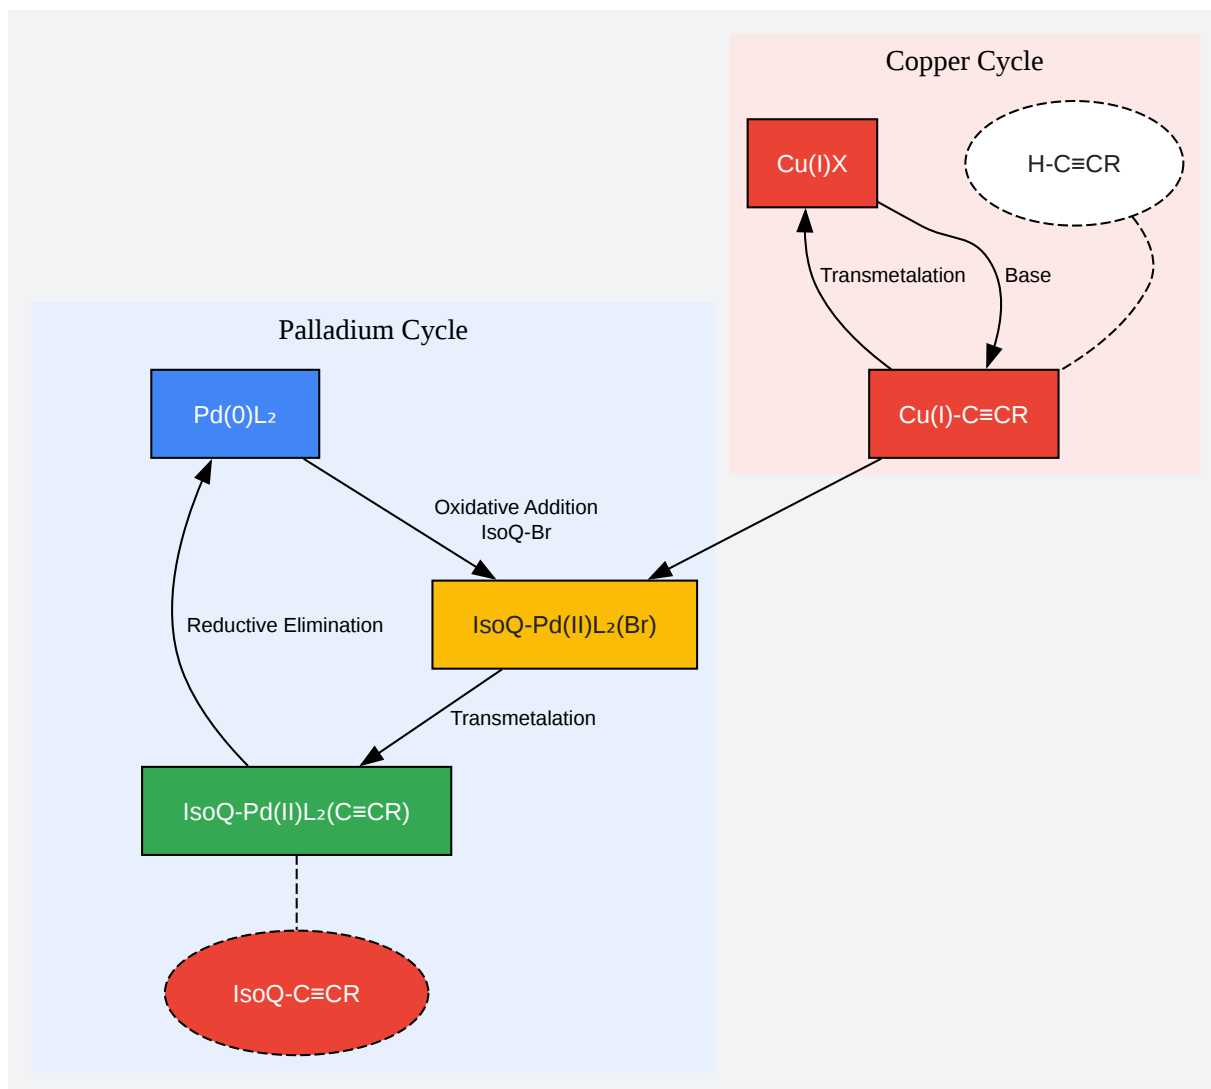 Copper Cycle
Cu(I)X
H-C≡CR
Transmetalation
Base
Palladium Cycle
Pd(0)L₂
Cu(I)-C≡CR
Oxidative Addition
IsoQ-Br
IsoQ-Pd(II)L₂(Br)
Reductive Elimination
Transmetalation
IsoQ-Pd(II)L₂(C≡CR)
IsoQ-C≡CR